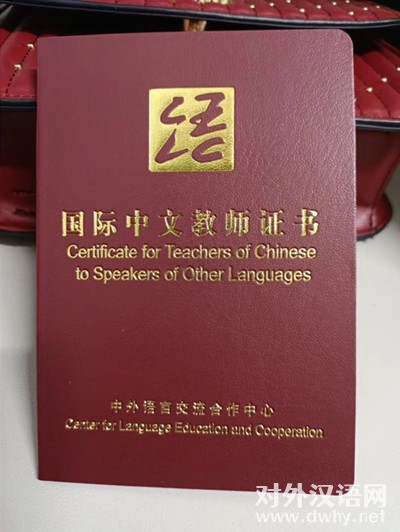 语
国际中文教师证书
Certificate for Teachers of Chinese
to Speakers of Other Languages
中外语言交流合作中心
Center for Language Education and Cooperation
对外汉语网
www.dwhy.net